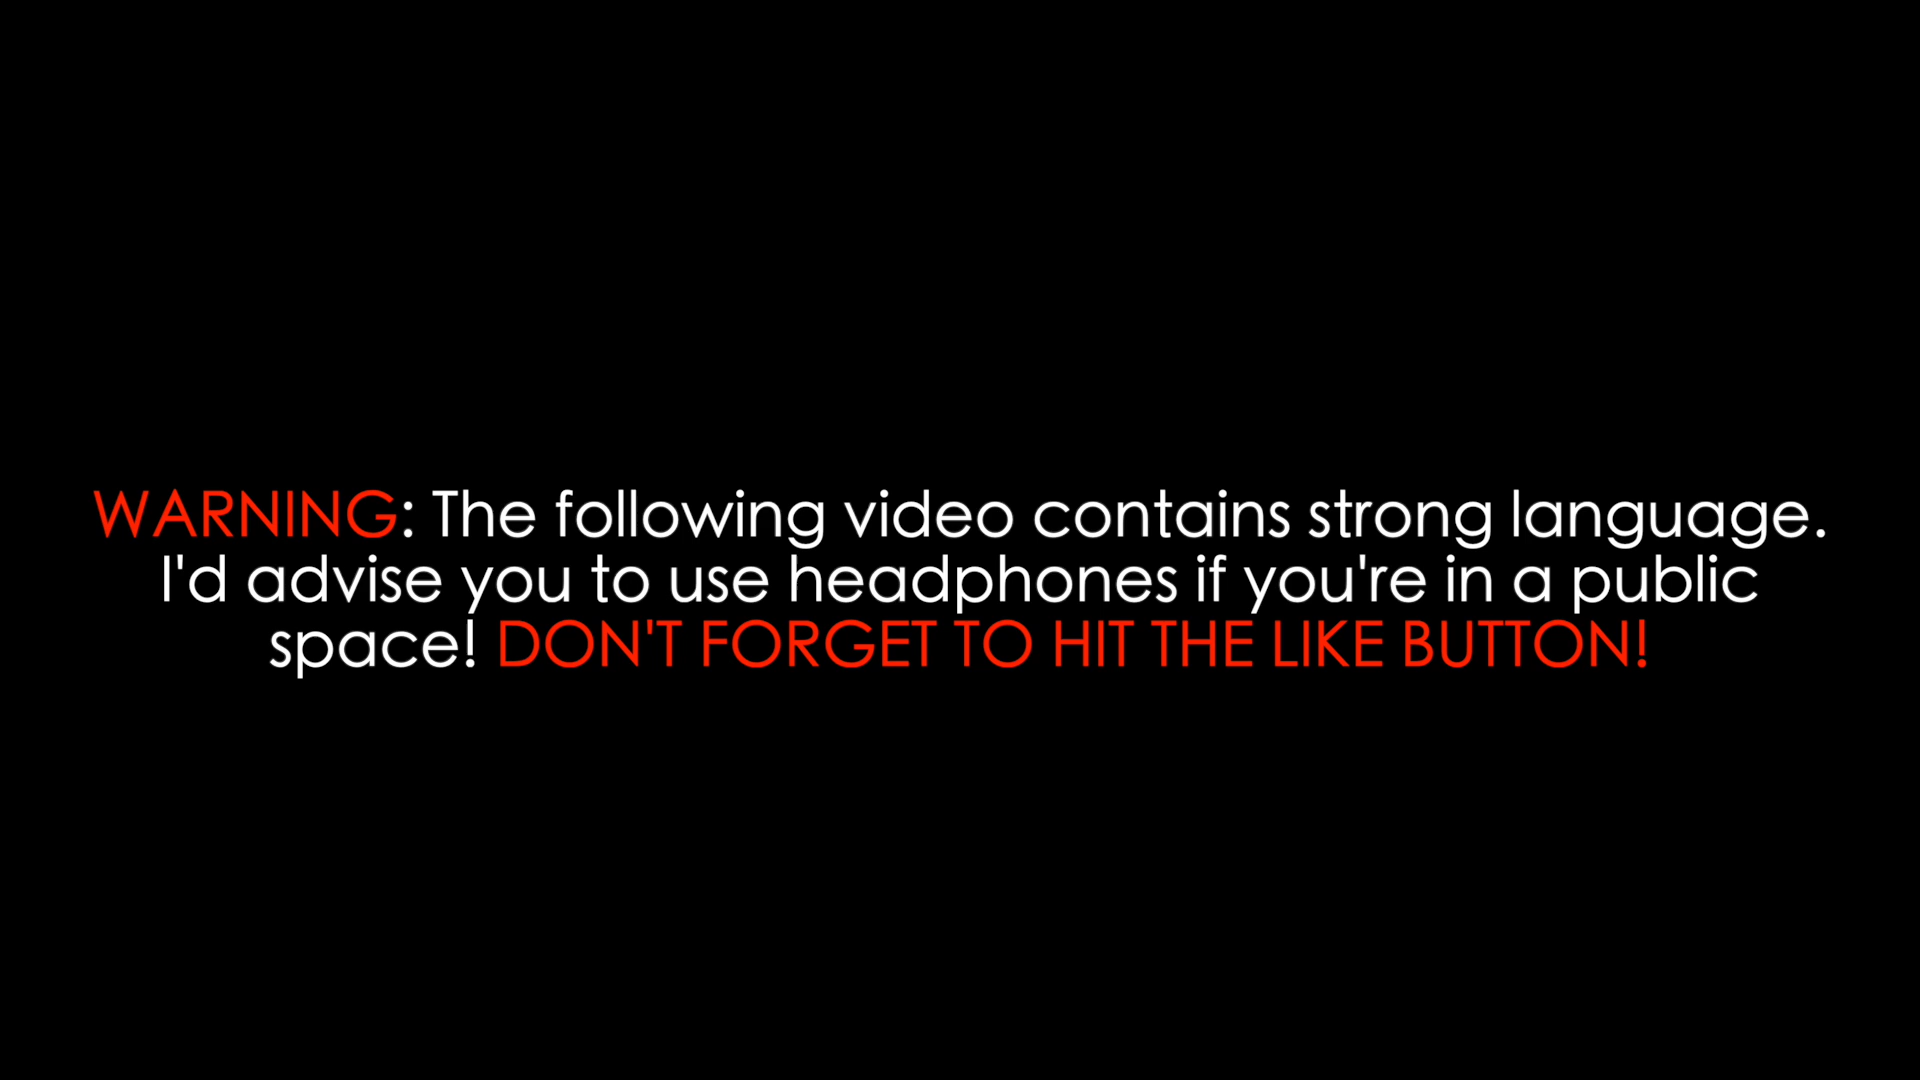 WARNING: The following video contains strong language.
I'd advise you to use headphones if you're in a public
space! DON'T FORGET TO HIT THE LIKE BUTTON!